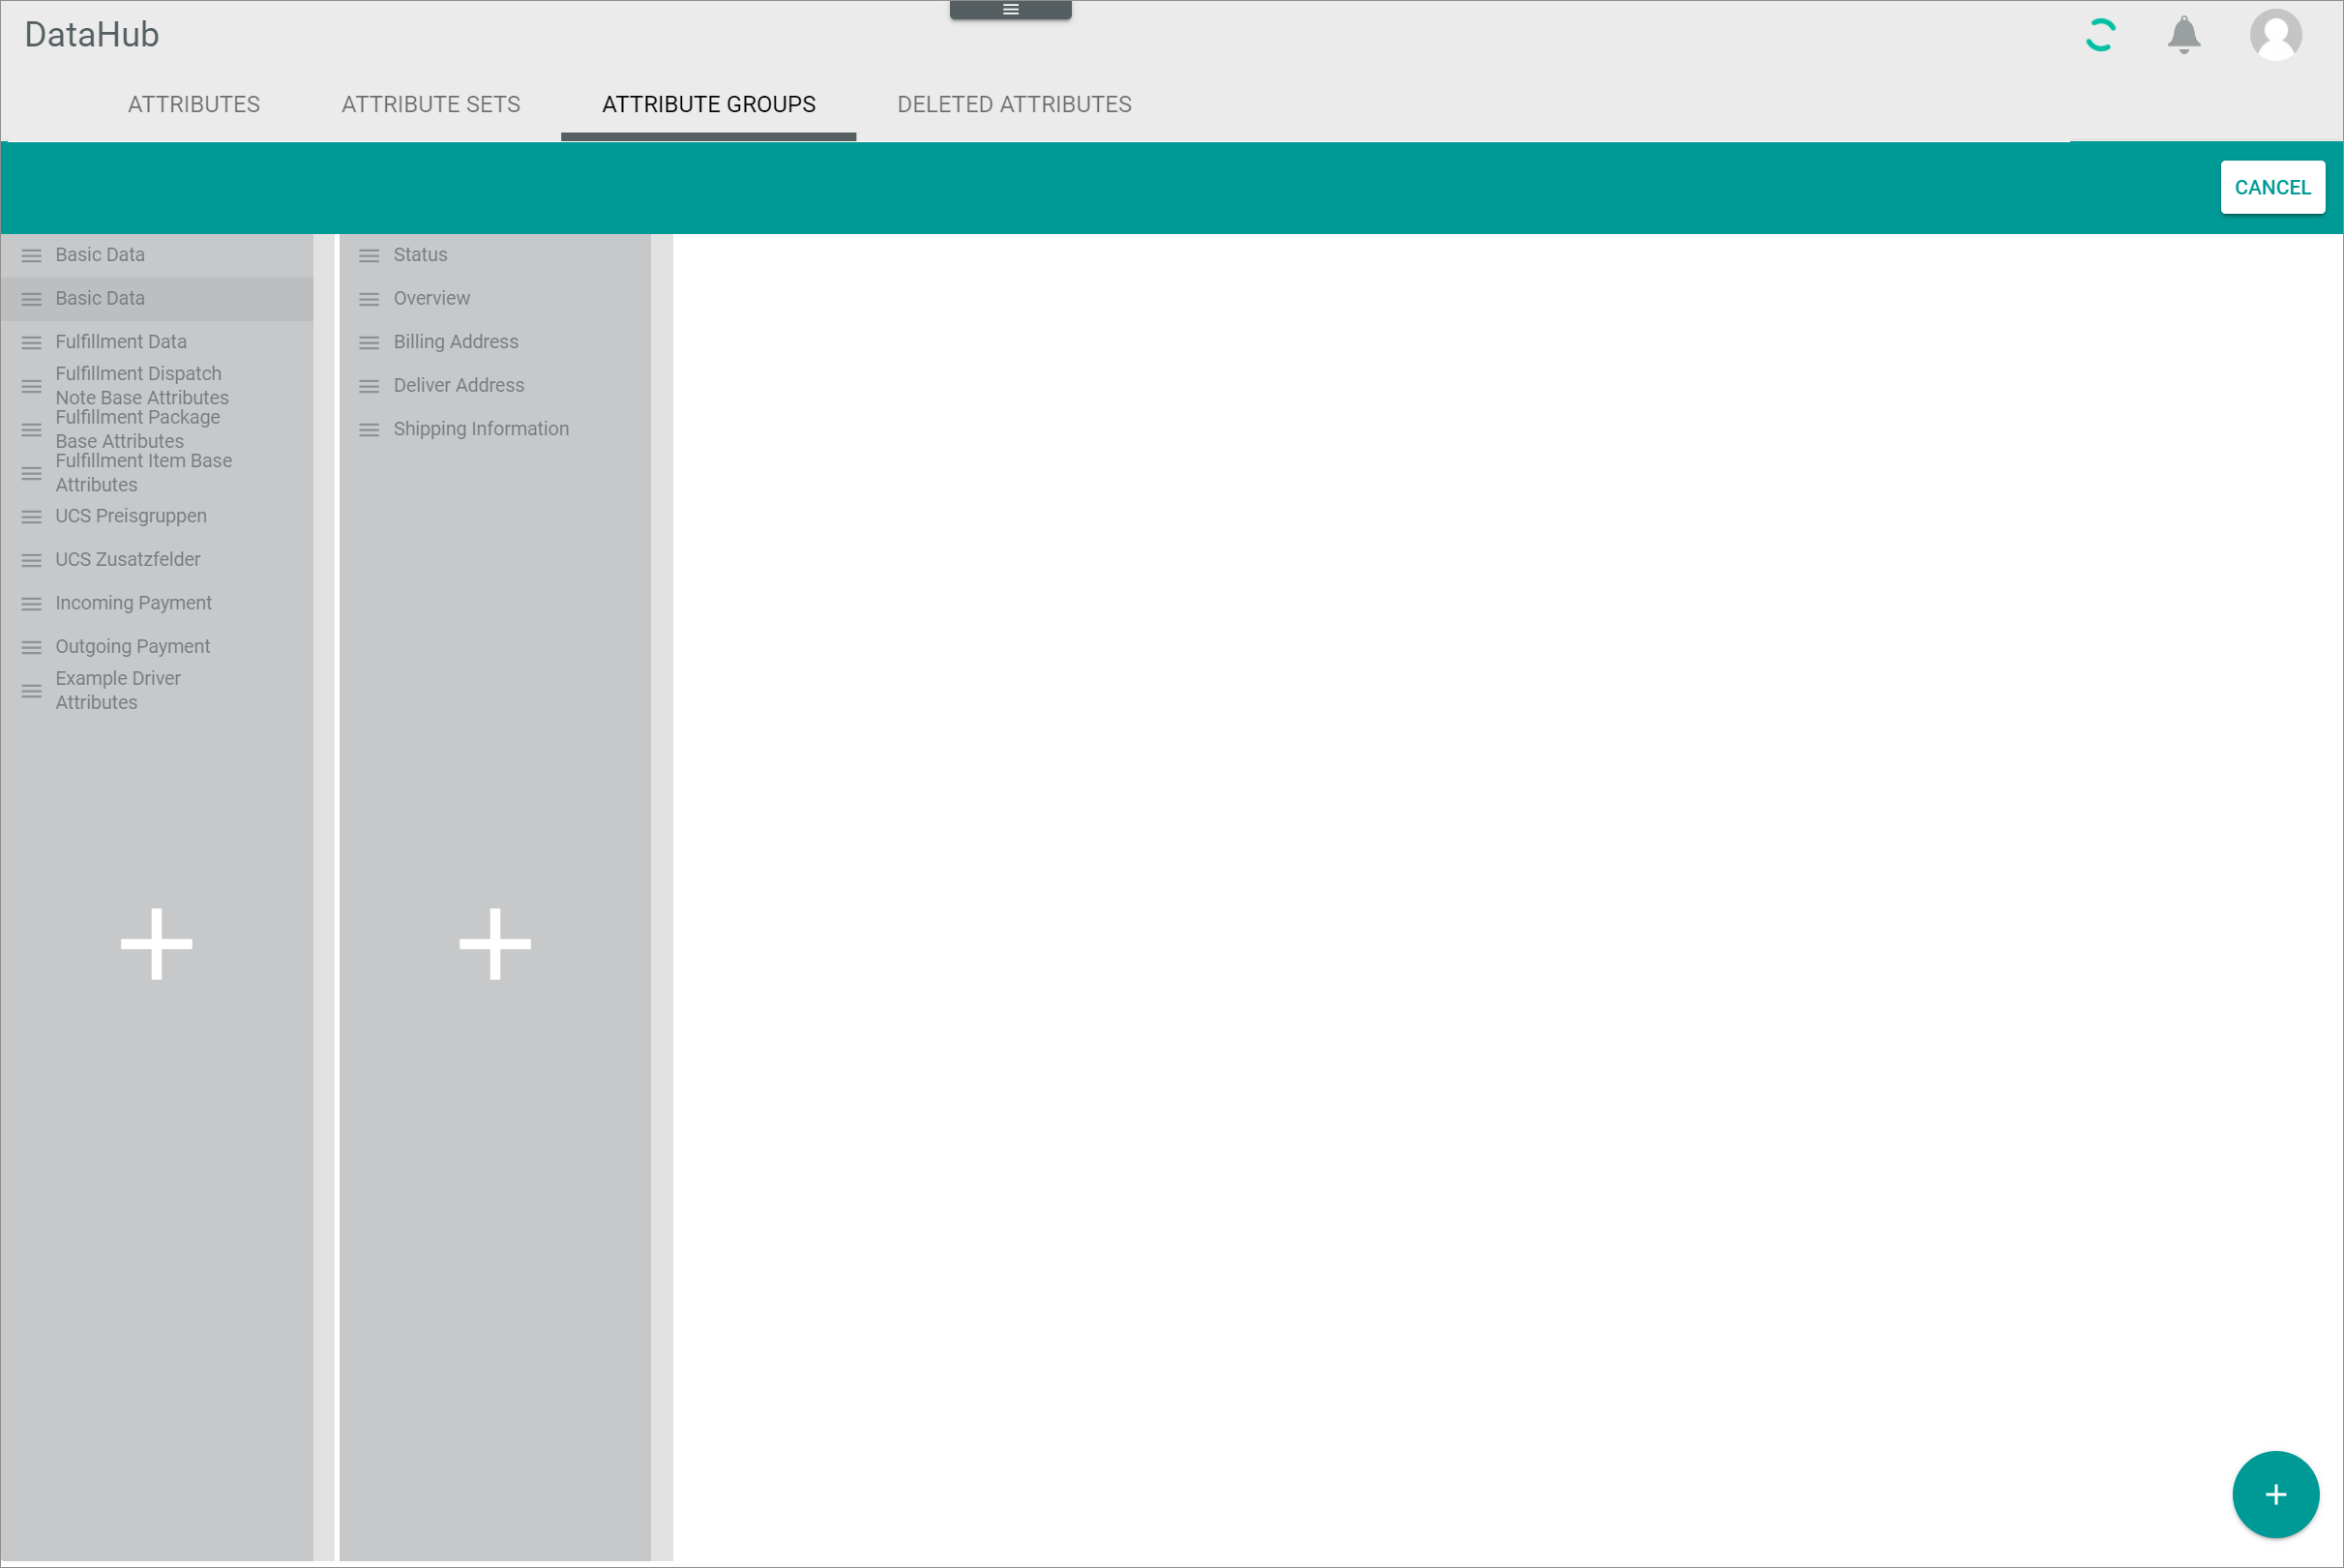 DataHub
ATTRIBUTES
ATTRIBUTE SETS
ATTRIBUTE GROUPS
DELETED ATTRIBUTES
CANCEL
Basic Data
Basic Data
Fulfillment Data
Fulfillment Dispatch
Note Base Attributes
Fulfillment Package
Base Attributes
Fulfillment Item Base
Attributes
UCS Preisgruppen
UCS Zusatzfelder
Incoming Payment
Outgoing Payment
Example Driver
Attributes
Status
Overview
Billing Address
Deliver Address
Shipping Information